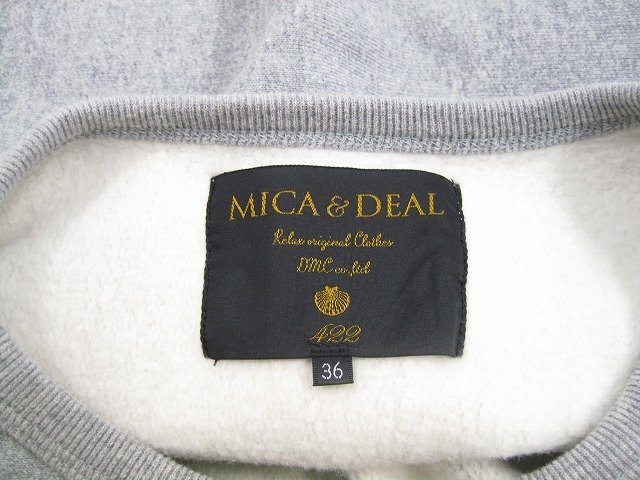 MICA & DEAL
Relax original Clothes
DMC co.,ltd
422
36